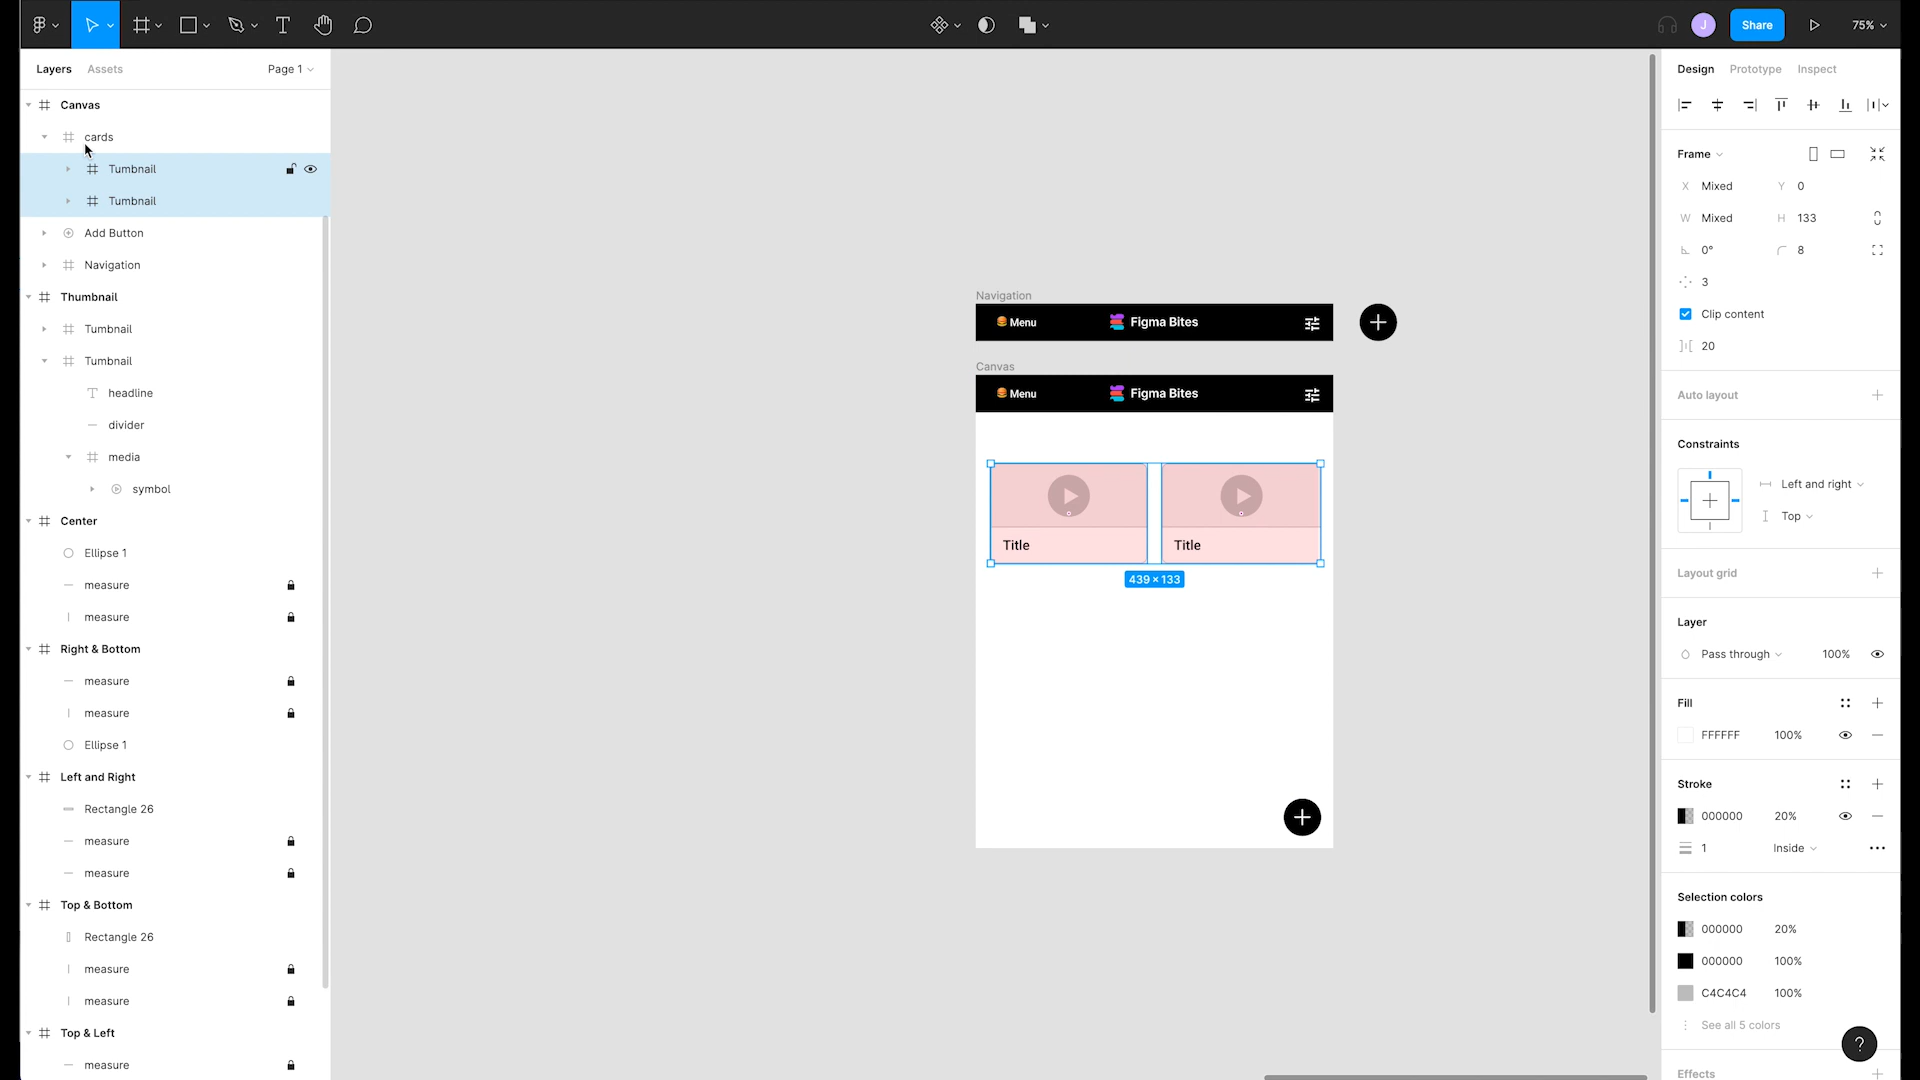 J
Share
75%
Layers
Assets
Page 1
Canvas
cards
Tumbnail
Tumbnail
Add Button
Navigation
Thumbnail
Tumbnail
Tumbnail
headline
divider
media
symbol
Center
Ellipse 1
measure
measure
Right & Bottom
measure
measure
Ellipse 1
Left and Right
Rectangle 26
measure
measure
Top & Bottom
Rectangle 26
measure
measure
Top & Left
measure
Navigation
Menu
Figma Bites
Canvas
Menu
Figma Bites
Title
Title
439 × 133
Design
Prototype
Inspect
Frame
X Mixed
Y 0
W Mixed
H 133
0°
8
3
Clip content
20
Auto layout
Constraints
Left and right
Top
Layout grid
Layer
Pass through
100%
Fill
FFFFFF
100%
Stroke
000000
20%
1
Inside
Selection colors
000000
20%
000000
100%
C4C4C4
100%
See all 5 colors
?
Effects